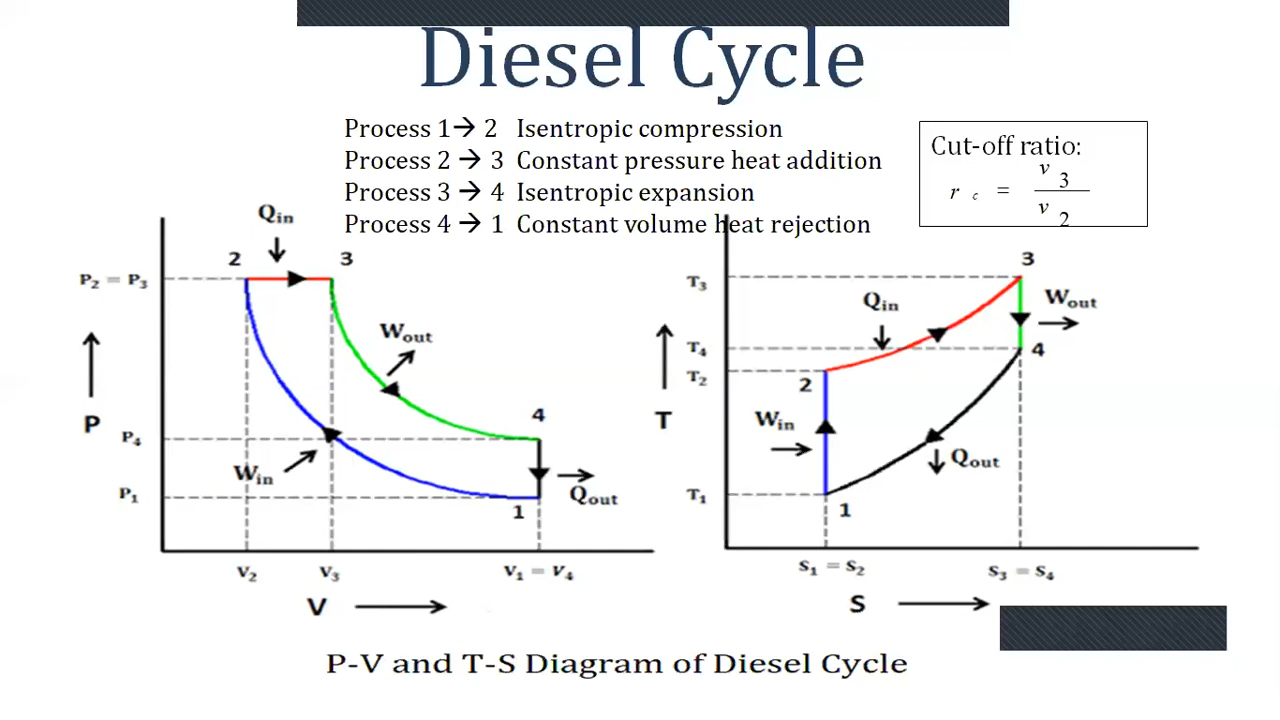 Diesel Cycle
Process 1→ 2 Isentropic compression
Process 2 → 3 Constant pressure heat addition
Process 3 → 4 Isentropic expansion
Process 4 → 1 Constant volume heat rejection
Cut-off ratio:
r c = v 3 / v 2
Qin
2
3
P2 = P3
Wout
P
P4
4
Win
P1
1
Qout
V2
V3
V1 = V4
V
3
T3
Qin
Wout
T4
4
T2
2
T
Win
Qout
T1
1
S1 = S2
S3 = S4
S
P-V and T-S Diagram of Diesel Cycle